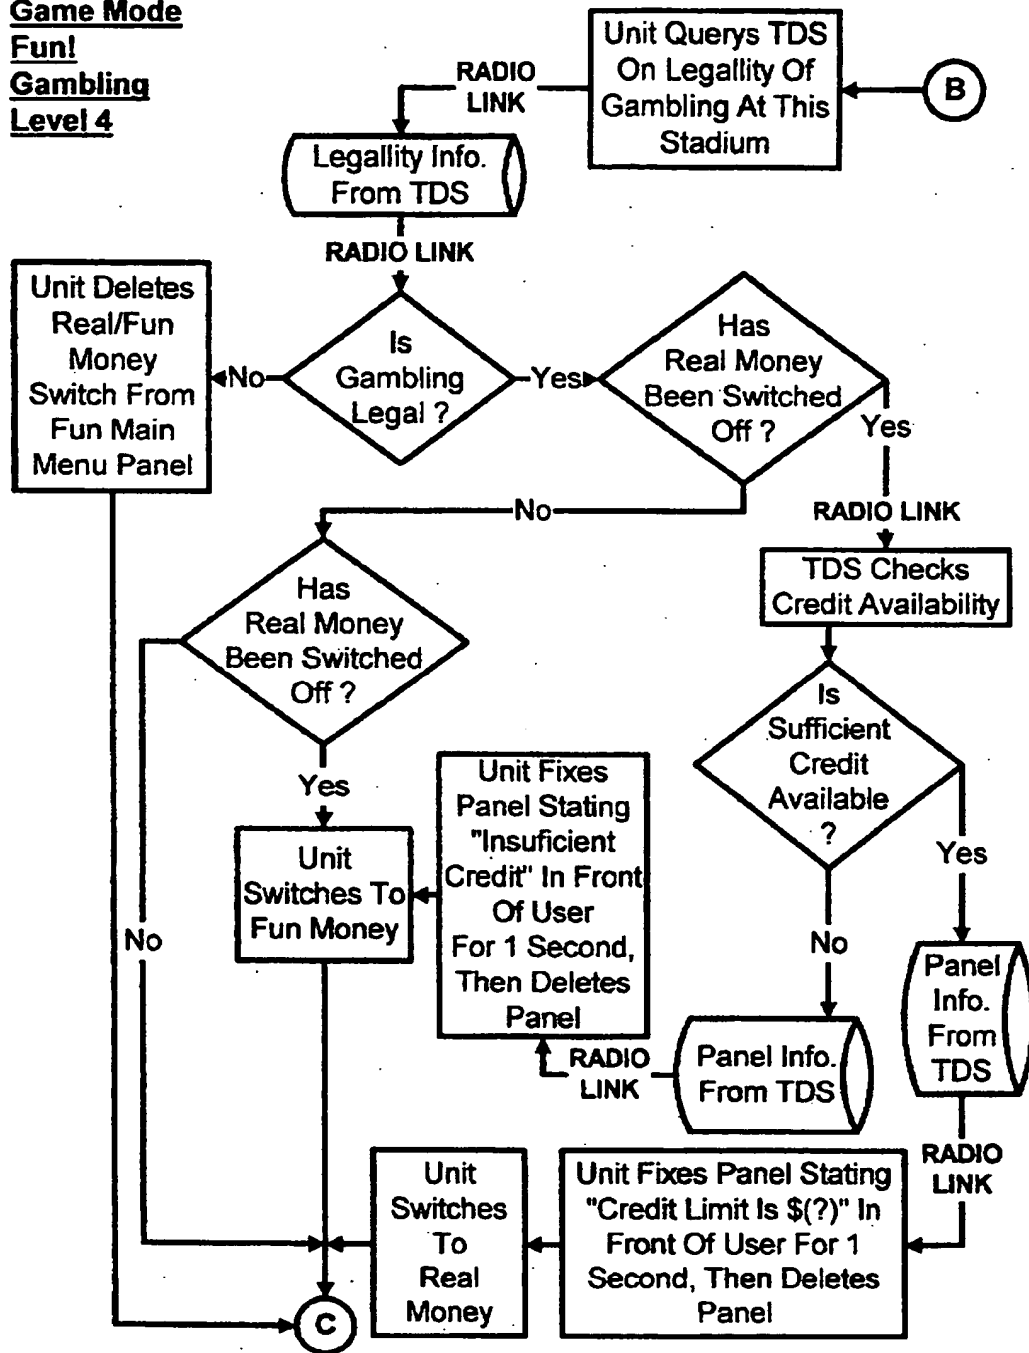 Game Mode
Fun!
Gambling
Level 4
Unit Querys TDS
On Legallity Of
Gambling At This
Stadium
B
RADIO
LINK
Legallity Info.
From TDS
RADIO LINK
Unit Deletes
Real/Fun
Money
Switch From
Fun Main
Menu Panel
No
Is
Gambling
Legal ?
Yes
Has
Real Money
Been Switched
Off ?
Yes
No
RADIO LINK
TDS Checks
Credit Availability
Has
Real Money
Been Switched
Off ?
Is
Sufficient
Credit
Available
?
Yes
Unit
Switches To
Fun Money
Unit Fixes
Panel Stating
"Insuficient
Credit" In Front
Of User
For 1 Second,
Then Deletes
Panel
Yes
No
No
Panel
Info.
From
TDS
RADIO
LINK
Panel Info.
From TDS
RADIO
LINK
Unit
Switches
To
Real
Money
Unit Fixes Panel Stating
"Credit Limit Is $(?)" In
Front Of User For 1
Second, Then Deletes
Panel
C